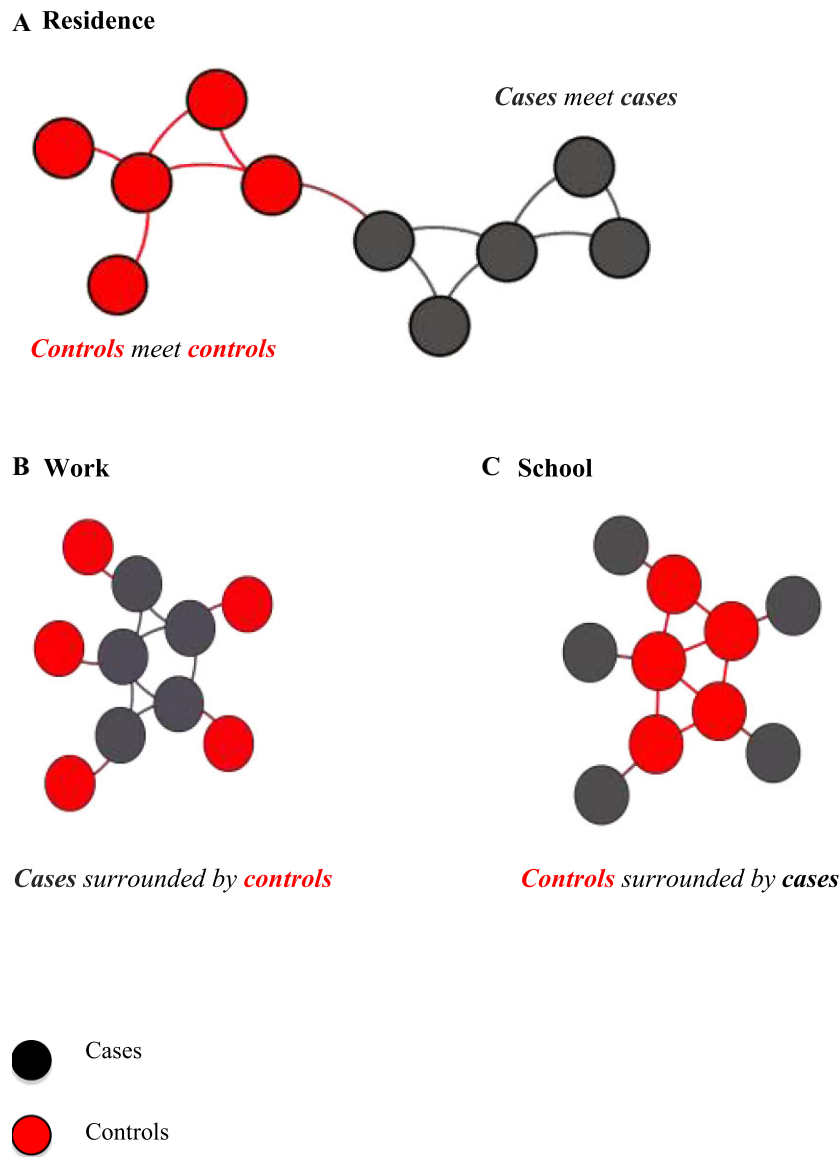 A Residence
Cases meet cases
Controls meet controls
B Work
C School
Cases surrounded by controls
Controls surrounded by cases
Cases
Controls